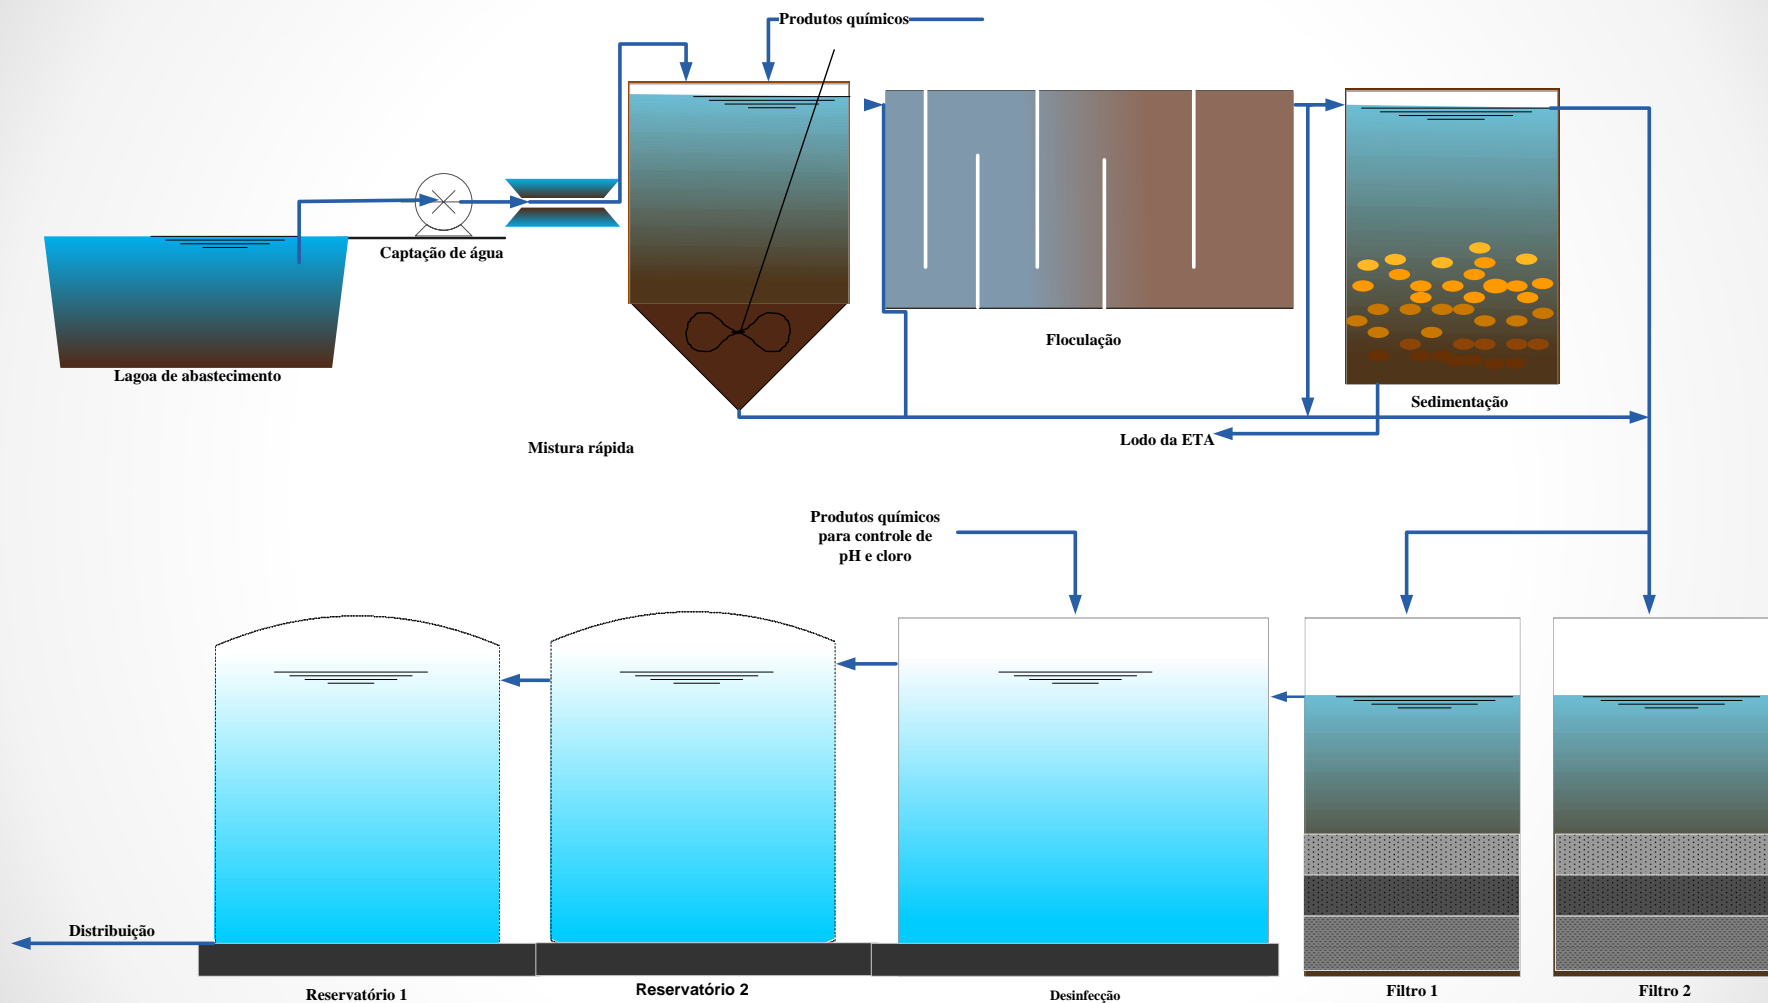 Produtos químicos
Captação de água
Lagoa de abastecimento
Floculação
Sedimentação
Mistura rápida
Lodo da ETA
Produtos químicos
para controle de
pH e cloro
Distribuição
Reservatório 1
Reservatório 2
Desinfecção
Filtro 1
Filtro 2